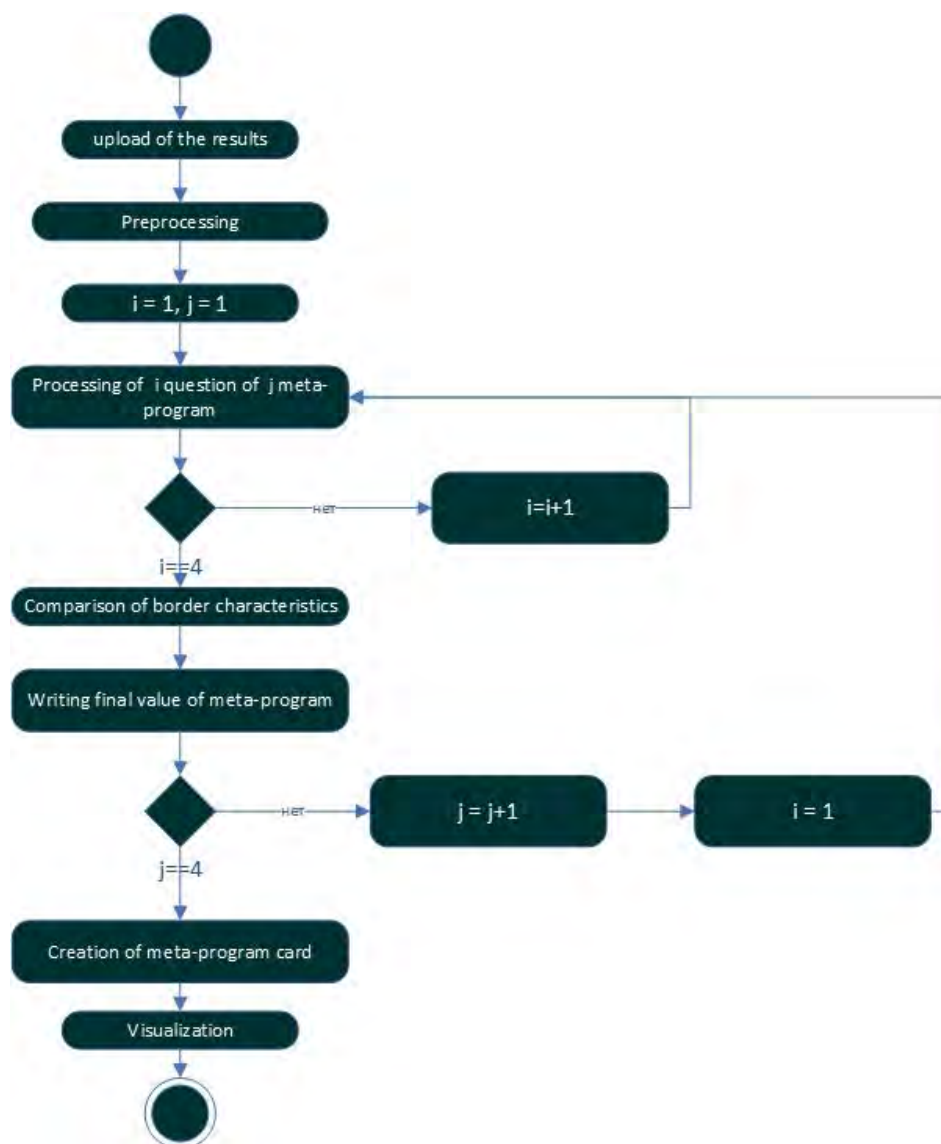 upload of the results
Preprocessing
i = 1, j = 1
Processing of i question of j meta-
program
нет
i=i+1
i==4
Comparison of border characteristics
Writing final value of meta-program
нет
j = j+1
i = 1
j==4
Creation of meta-program card
Visualization